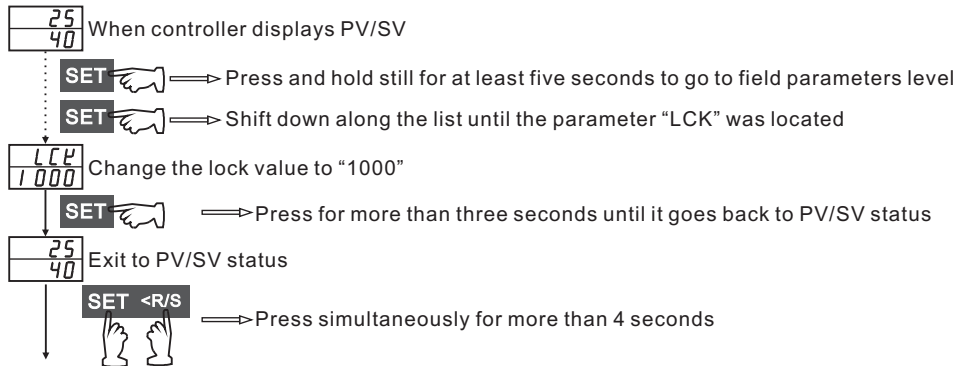 25
40
When controller displays PV/SV
SET Press and hold still for at least five seconds to go to field parameters level
SET Shift down along the list until the parameter “LCK” was located
LCK
1000
Change the lock value to “1000”
SET Press for more than three seconds until it goes back to PV/SV status
25
40
Exit to PV/SV status
SET <R/S
Press simultaneously for more than 4 seconds